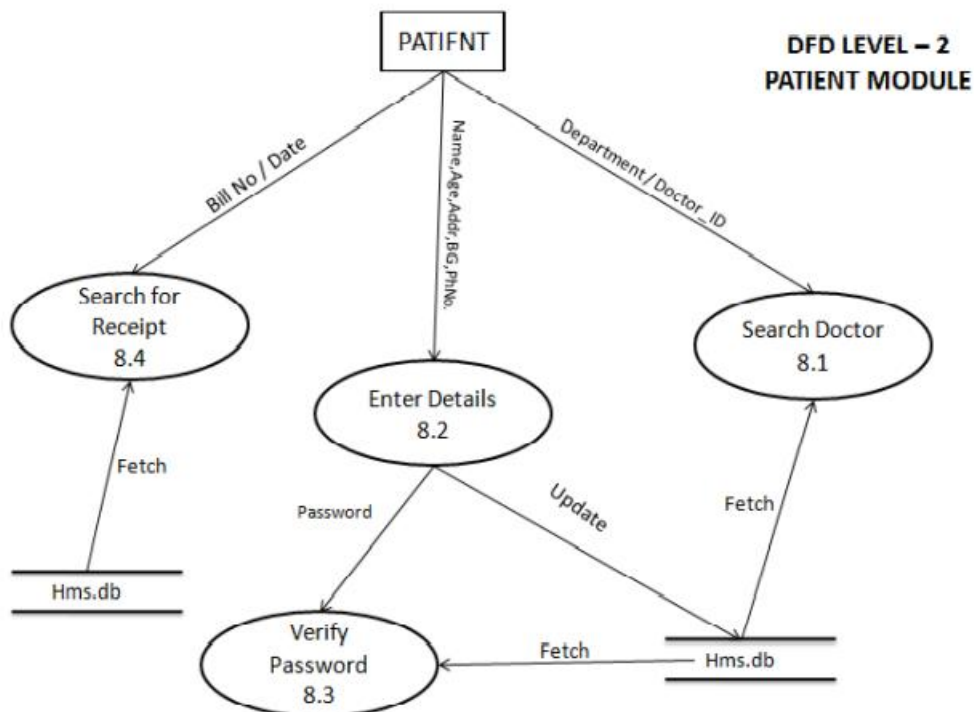 PATIFNT
DFD LEVEL – 2
PATIENT MODULE
Bill No / Date
Name,Age,Addr,BG,PhNo.
Department/Doctor_ID
Search for
Receipt
8.4
Search Doctor
8.1
Enter Details
8.2
Fetch
Password
Update
Fetch
Hms.db
Verify
Password
8.3
Fetch
Hms.db